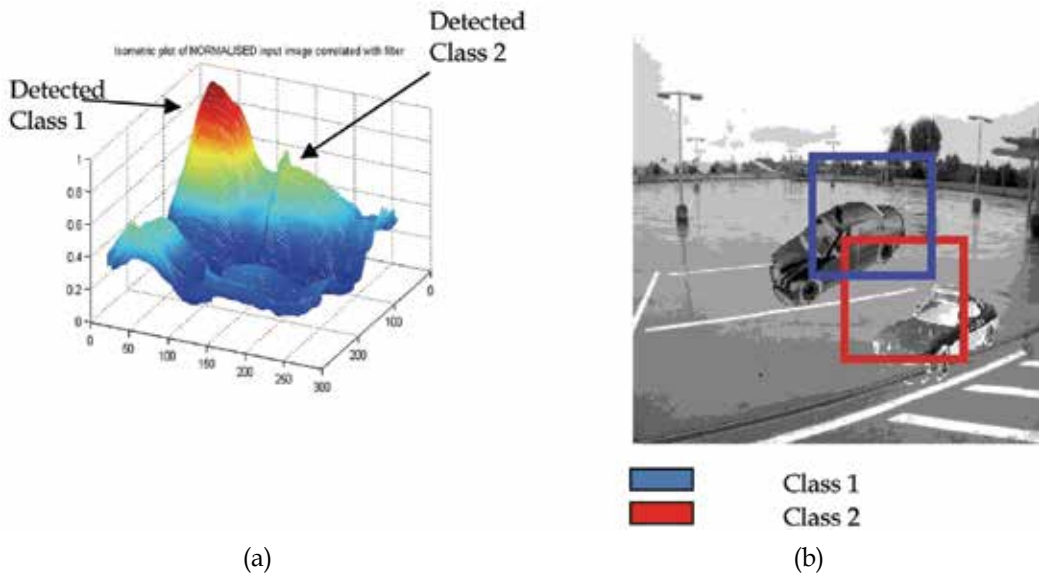 Detected
Class 2
Isometric plot of NORMALISED input image correlated with filter
Detected
Class 1
1
0.8
0.6
0.4
0.2
0
0
50
100
150
200
250
300
200
100
0
Class 1
Class 2
(a)
(b)